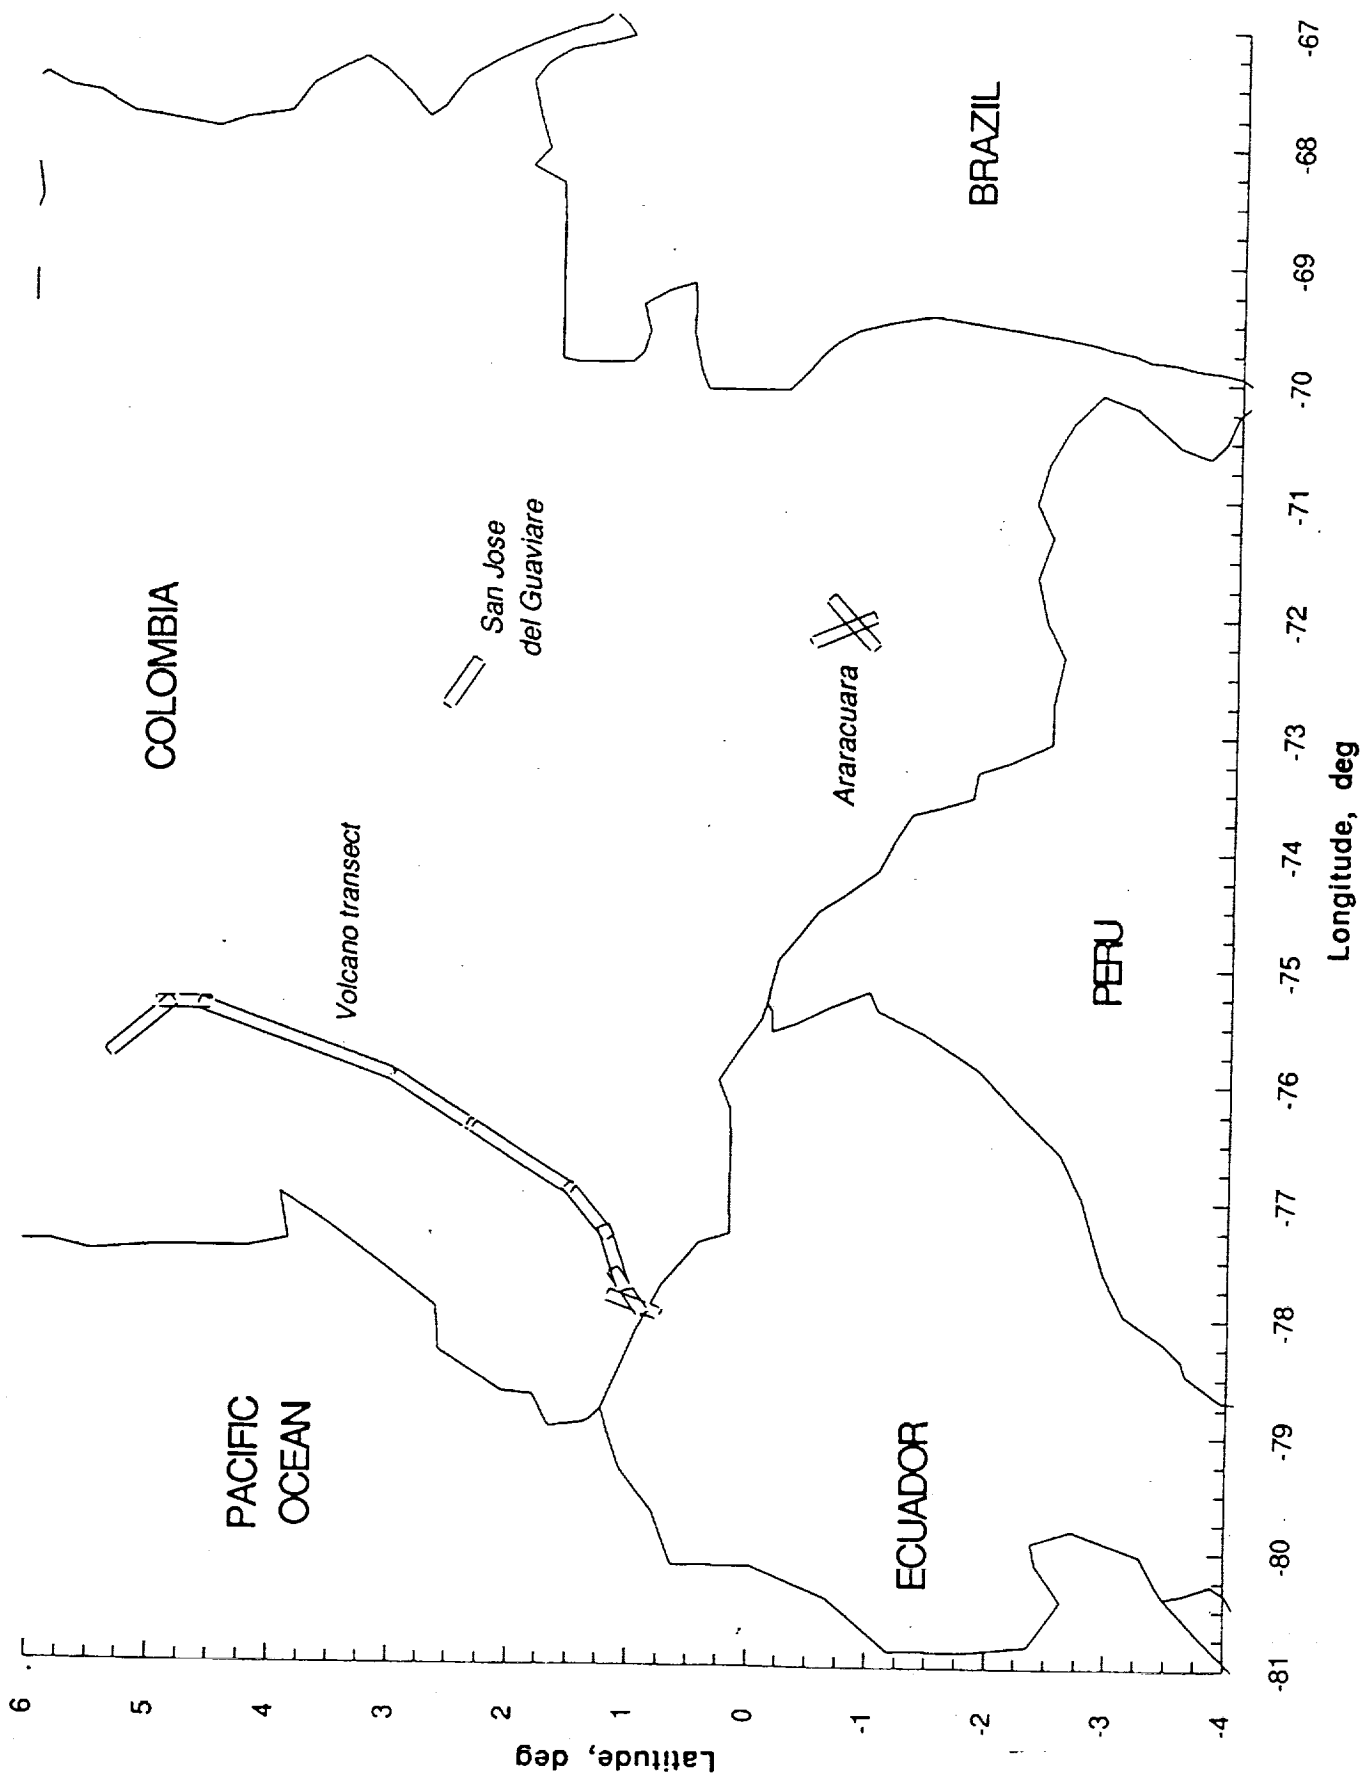 PACIFIC
OCEAN
COLOMBIA
Volcano transect
San Jose
del Guaviare
Araracuara
BRAZIL
ECUADOR
PERU
Latitude, deg
6
5
4
3
2
1
0
-1
-2
-3
-4
-81
-80
-79
-78
-77
-76
-75
-74
-73
-72
-71
-70
-69
-68
-67
Longitude, deg